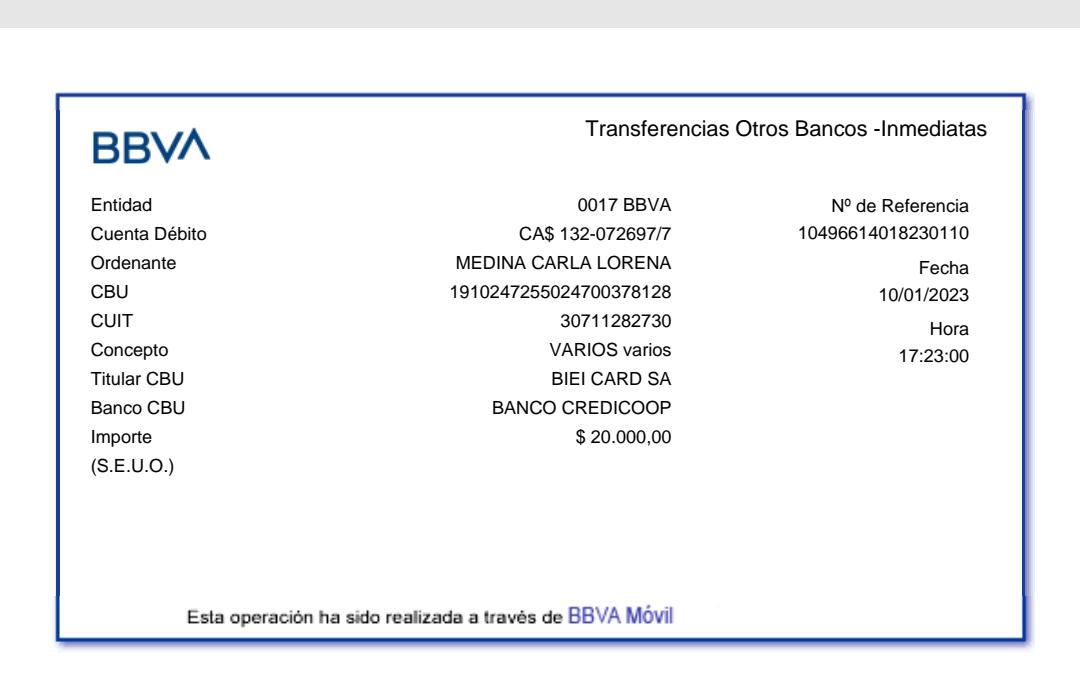 BBVA
Transferencias Otros Bancos -Inmediatas
Entidad 0017 BBVA
Cuenta Débito CA$ 132-072697/7
Ordenante MEDINA CARLA LORENA
CBU 1910247255024700378128
CUIT 30711282730
Concepto VARIOS varios
Titular CBU BIEI CARD SA
Banco CBU BANCO CREDICOOP
Importe $ 20.000,00
(S.E.U.O.)
Nº de Referencia
10496614018230110
Fecha
10/01/2023
Hora
17:23:00
Esta operación ha sido realizada a través de BBVA Móvil